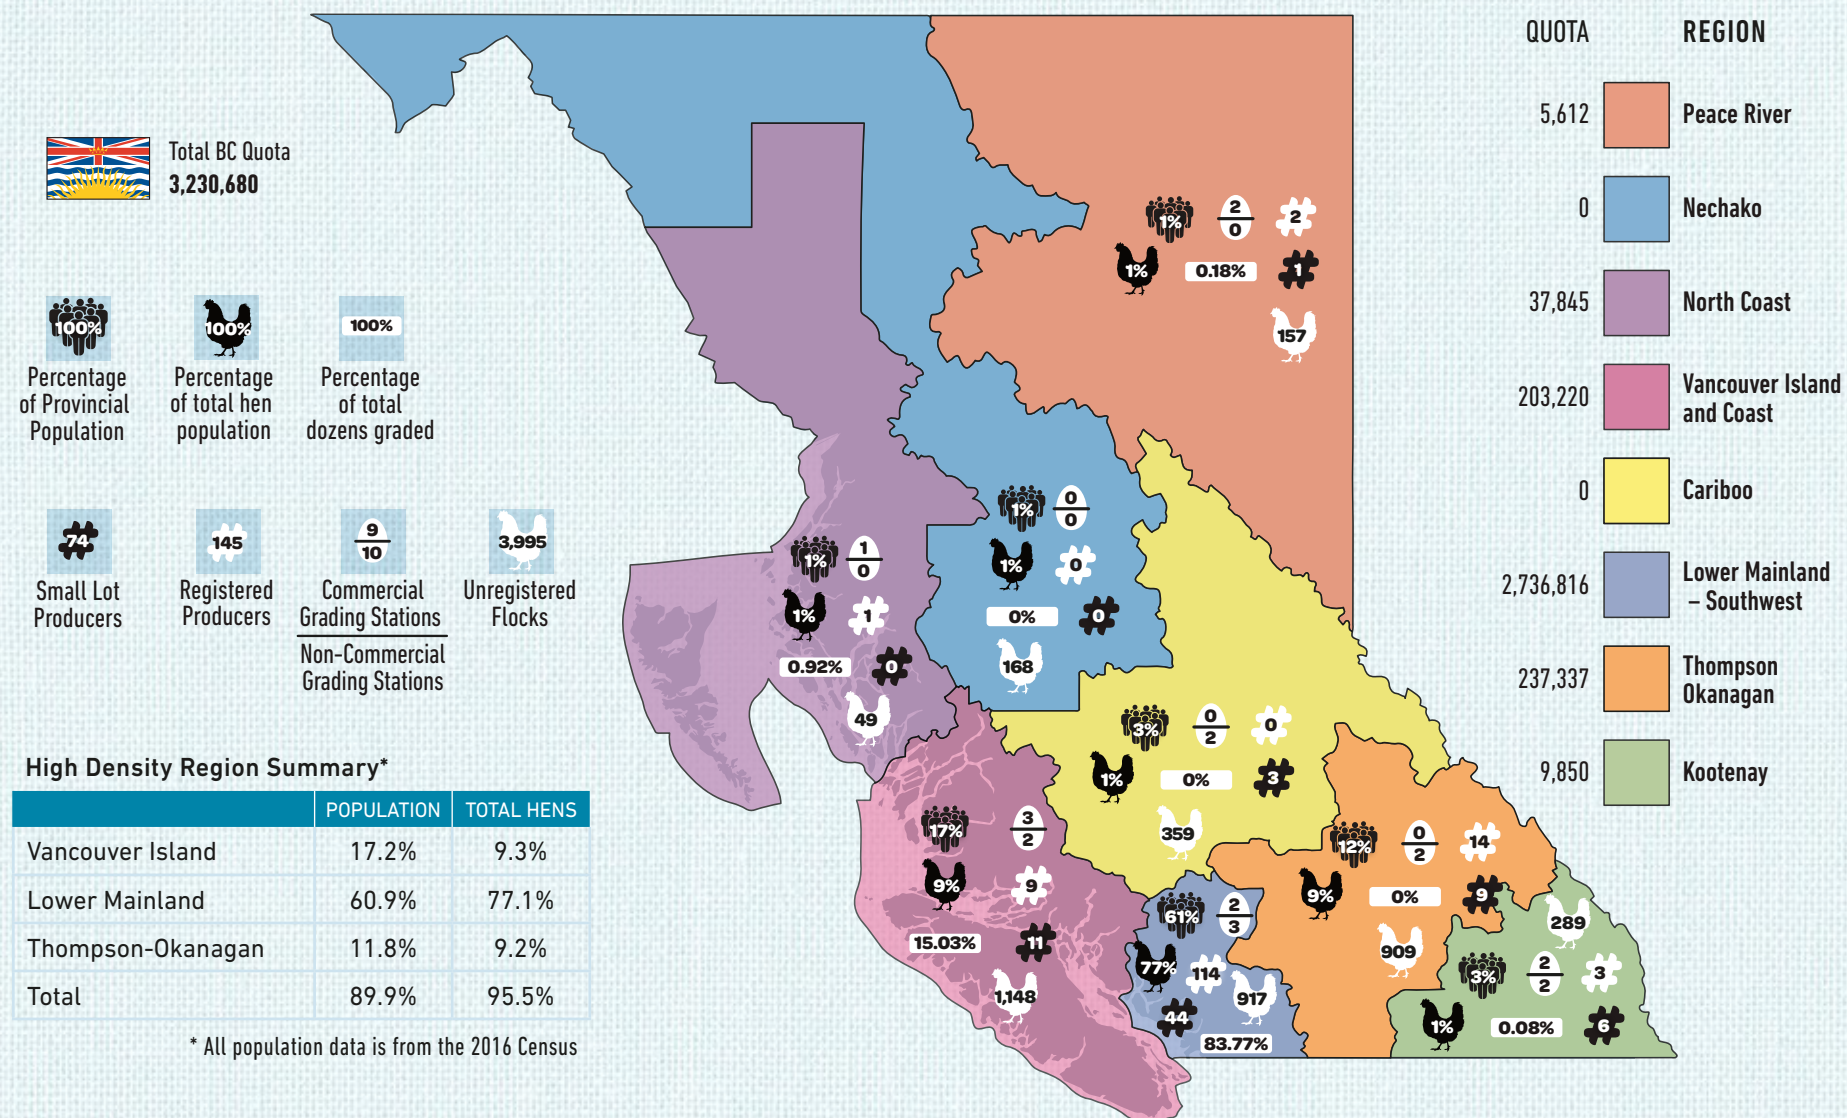 Total BC Quota
3,230,680
100%
100%
100%
Percentage
of Provincial
Population
Percentage
of total hen
population
Percentage
of total
dozens graded
74
145
9
10
3,995
Small Lot
Producers
Registered
Producers
Commercial
Grading Stations
Non-Commercial
Grading Stations
Unregistered
Flocks
High Density Region Summary*
POPULATION TOTAL HENS
Vancouver Island 17.2% 9.3%
Lower Mainland 60.9% 77.1%
Thompson-Okanagan 11.8% 9.2%
Total 89.9% 95.5%
* All population data is from the 2016 Census
1%
2
0
2
1%
0.18%
1
157
1%
0
0
1%
0
0%
0
168
1%
1
0
1%
1
0.92%
0
49
3%
0
2
0
1%
0%
3
359
17%
3
2
9%
9
15.03%
11
1,148
61%
2
3
77%
114
917
44
83.77%
12%
0
2
14
9%
0%
9
909
289
3%
2
2
3
1%
0.08%
6
QUOTA REGION
5,612 Peace River
0 Nechako
37,845 North Coast
203,220 Vancouver Island
and Coast
0 Cariboo
2,736,816 Lower Mainland
– Southwest
237,337 Thompson
Okanagan
9,850 Kootenay